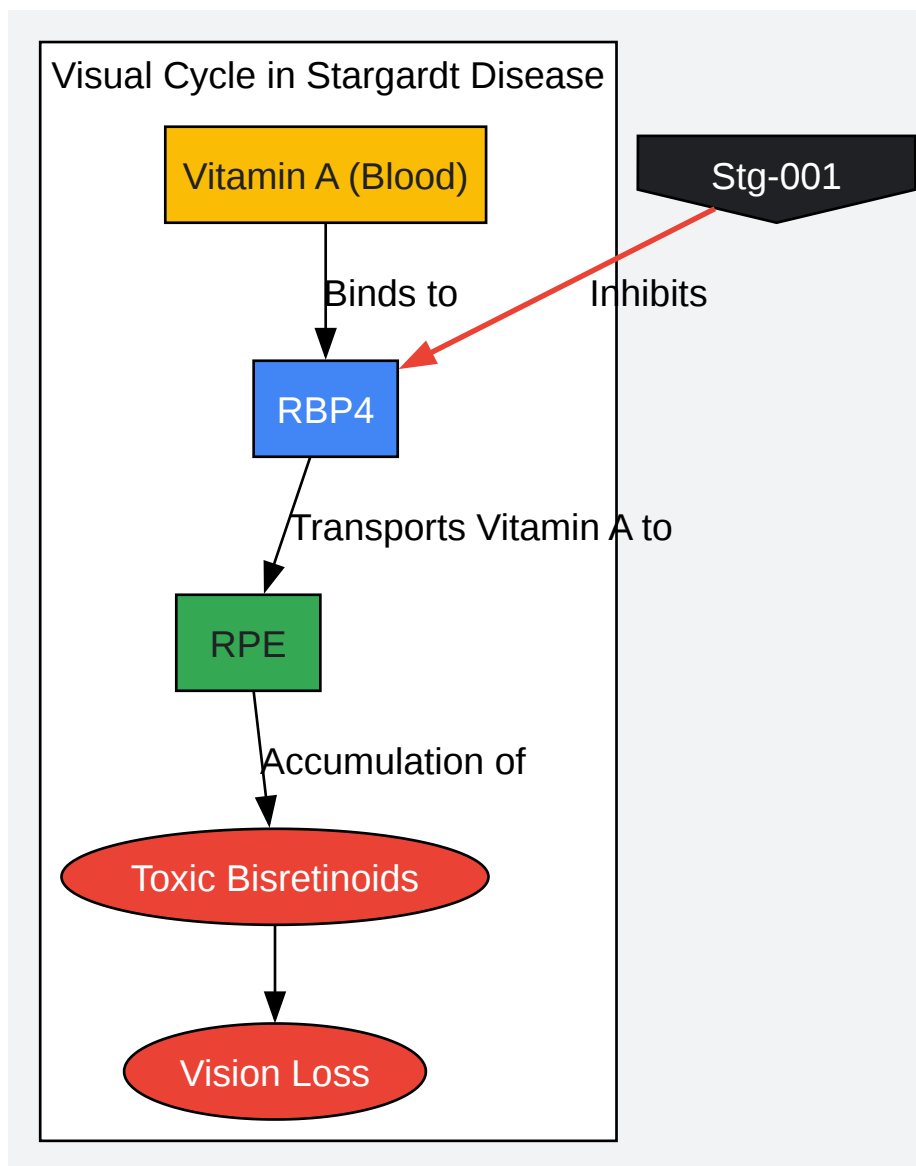 Visual Cycle in Stargardt Disease
Vitamin A (Blood)
Stg-001
Binds to
Inhibits
RBP4
Transports Vitamin A to
RPE
Accumulation of
Toxic Bisretinoids
Vision Loss